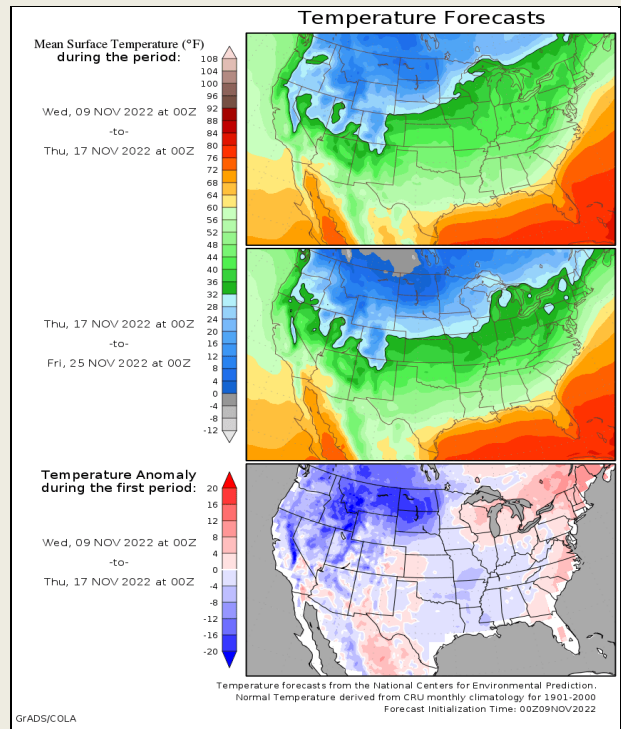 Temperature Forecasts
Mean Surface Temperature (°F)
during the period:
Wed, 09 NOV 2022 at 00Z
-to-
Thu, 17 NOV 2022 at 00Z
108
104
100
96
92
88
84
80
76
72
68
64
60
56
52
48
44
40
36
32
28
24
20
16
12
8
4
0
-4
-8
-12
Thu, 17 NOV 2022 at 00Z
-to-
Fri, 25 NOV 2022 at 00Z
Temperature Anomaly
during the first period:
Wed, 09 NOV 2022 at 00Z
-to-
Thu, 17 NOV 2022 at 00Z
20
16
12
8
4
0
-4
-8
-12
-16
-20
Temperature forecasts from the National Centers for Environmental Prediction.
Normal Temperature derived from CRU monthly climatology for 1901-2000
Forecast Initialization Time: 00Z09NOV2022
GrADS/COLA